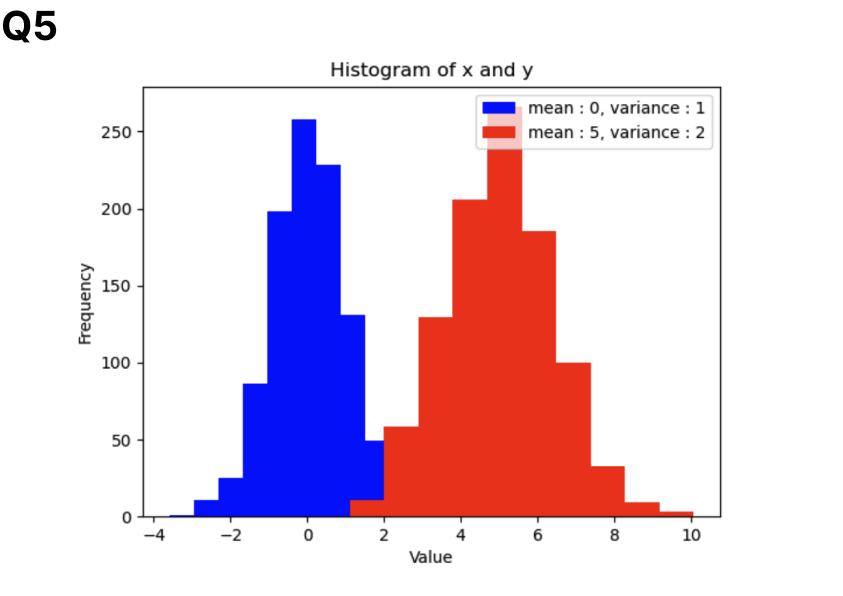 Q5
Histogram of x and y
mean : 0, variance : 1
mean : 5, variance : 2
250
200
150
100
50
0
Frequency
−4 −2 0 2 4 6 8 10
Value